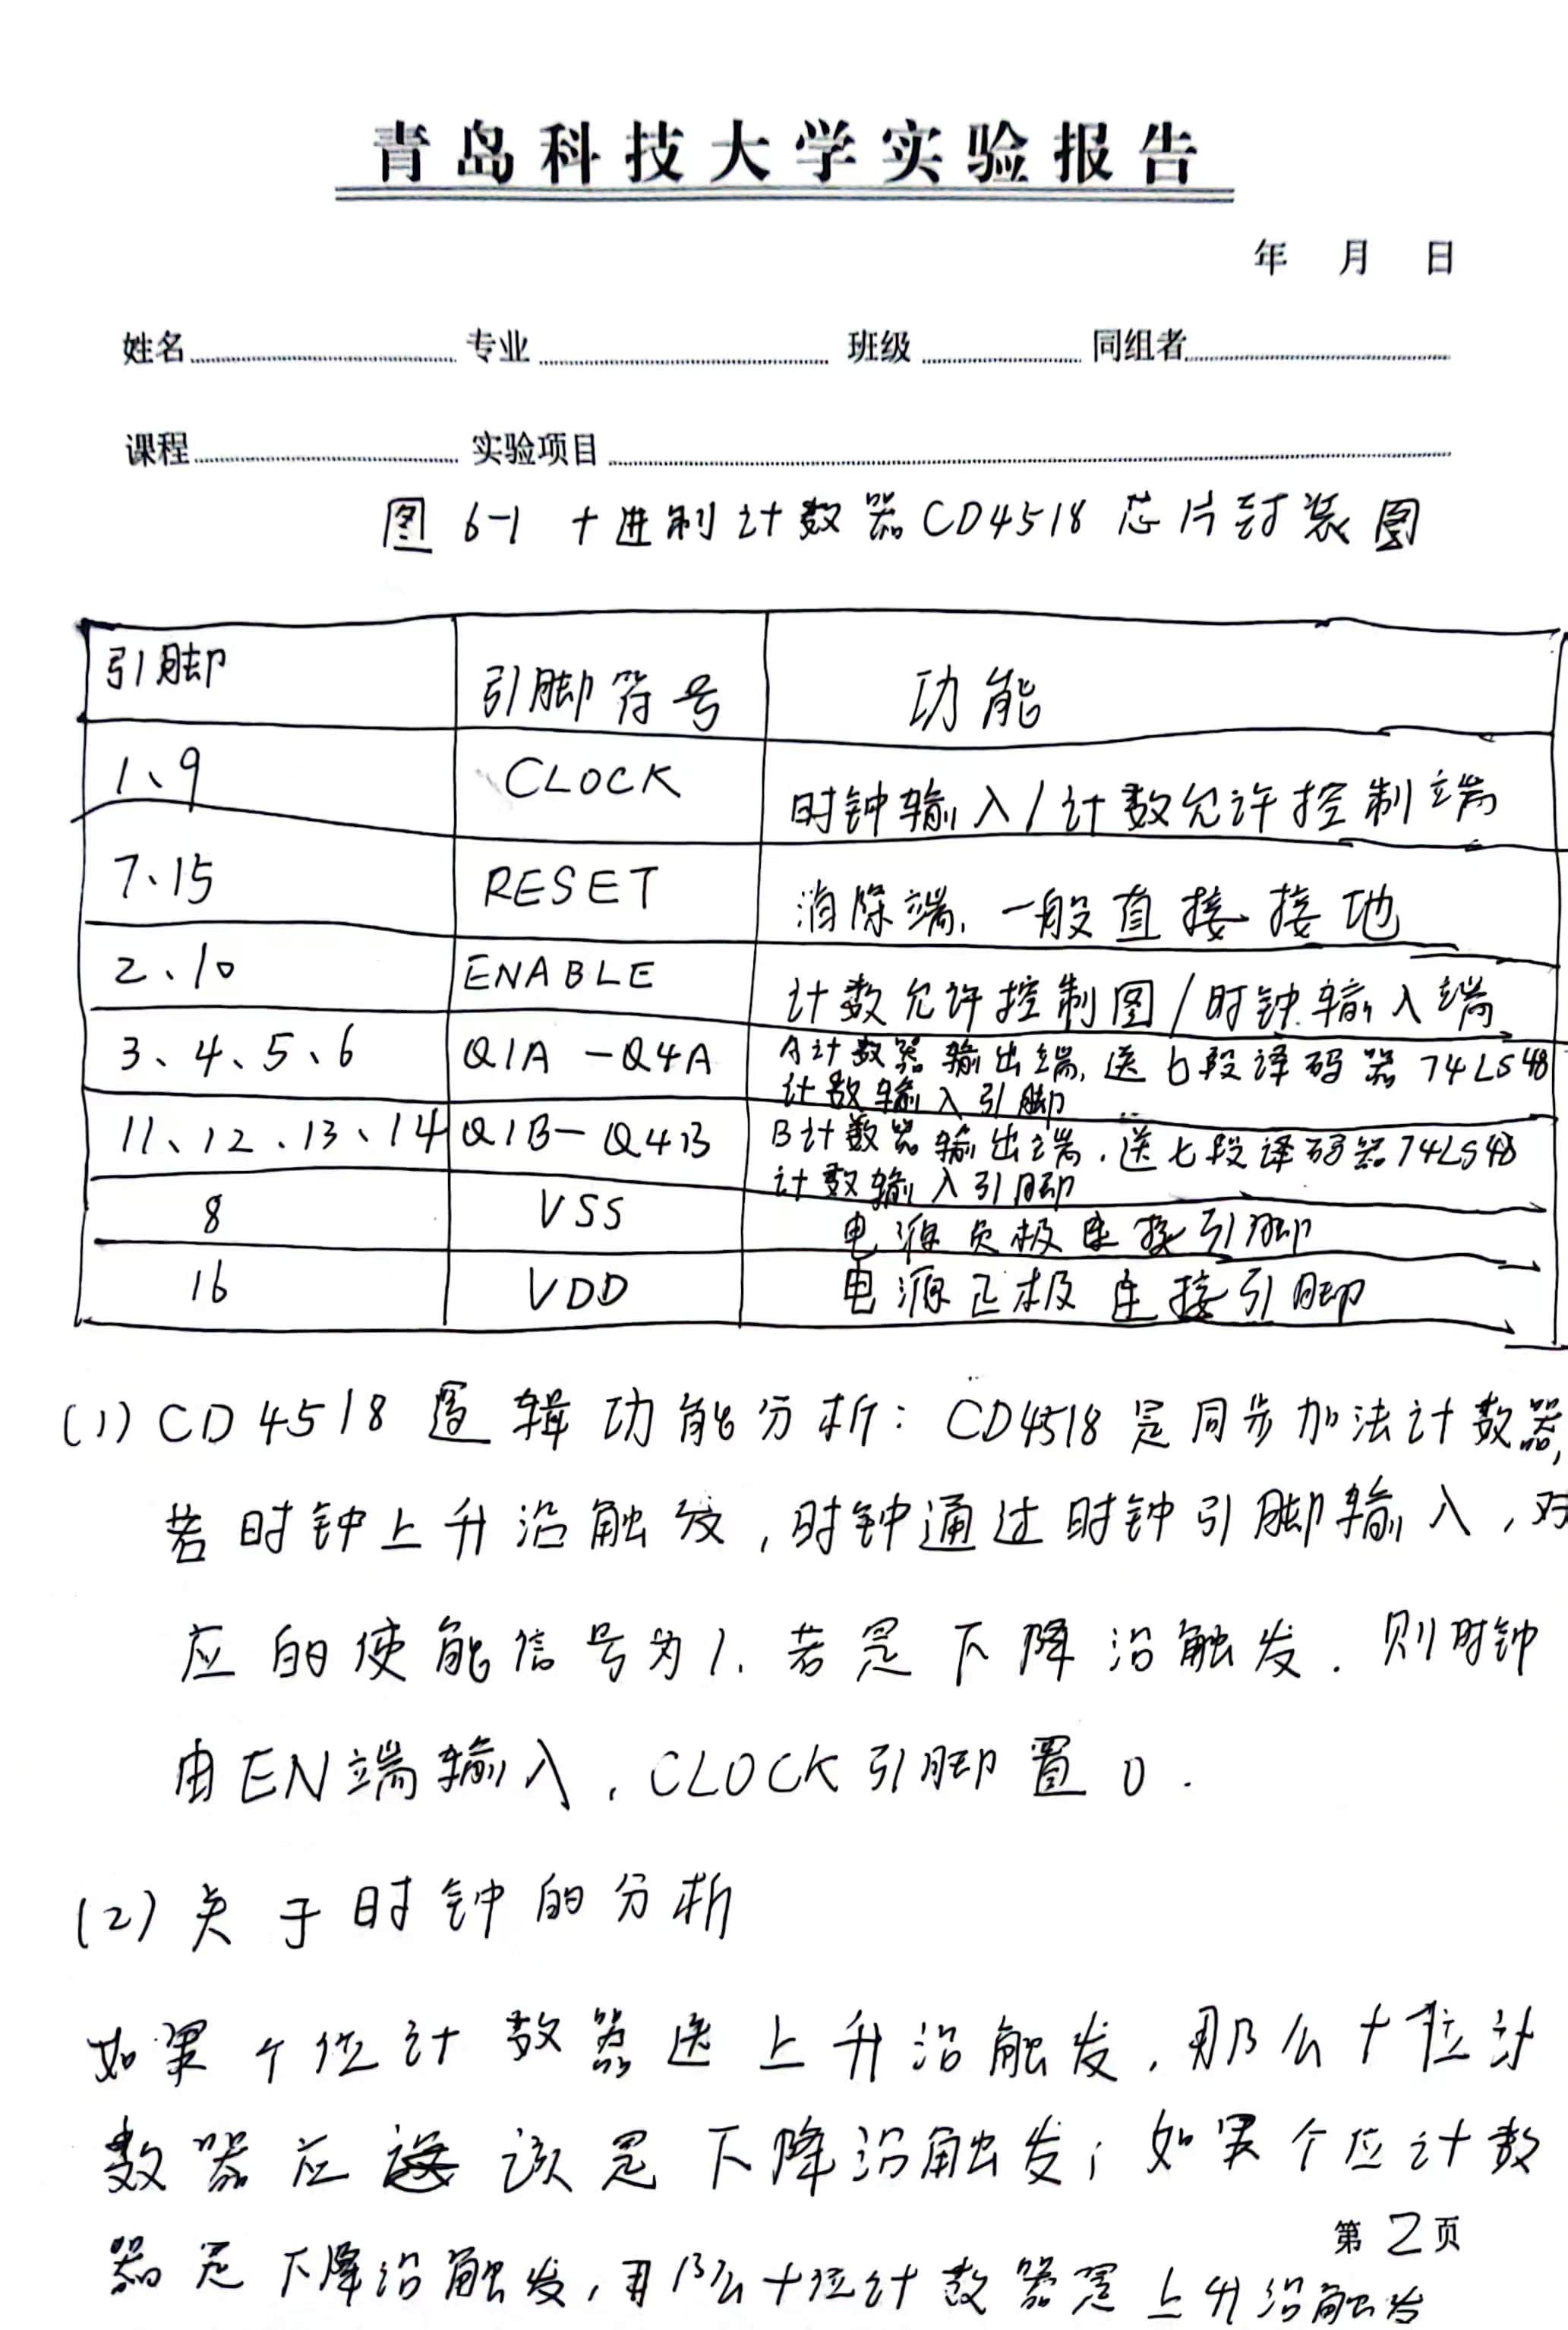 青岛科技大学实验报告
年 月 日
姓名 专业 班级 同组者
课程 实验项目
图 6-1 十进制计数器CD4518芯片封装图
引脚 引脚符号 功能
1、9 CLOCK 时钟输入/计数允许控制端
7、15 RESET 消除端,一般直接接地
2、10 ENABLE 计数允许控制图/时钟输入端
3、4、5、6 Q1A-Q4A A计数器输出端,送七段译码器74LS48
计数输入引脚
11、12、13、14 Q1B-Q4B B计数器输出端,送七段译码器74LS48
计数输入引脚
8 VSS 电源负极连接引脚
16 VDD 电源正极连接引脚
(1) CD4518逻辑功能分析:CD4518是同步加法计数器,
若时钟上升沿触发,时钟通过时钟引脚输入,对
应的使能信号为1.若是下降沿触发.则时钟
由EN端输入,CLOCK引脚置0.
(2)关于时钟的分析
如果个位计数器送上升沿触发,那么十位计
数器应该是下降沿触发;如果个位计数
器是下降沿触发,那么十位计数器是上升沿触发
第2页